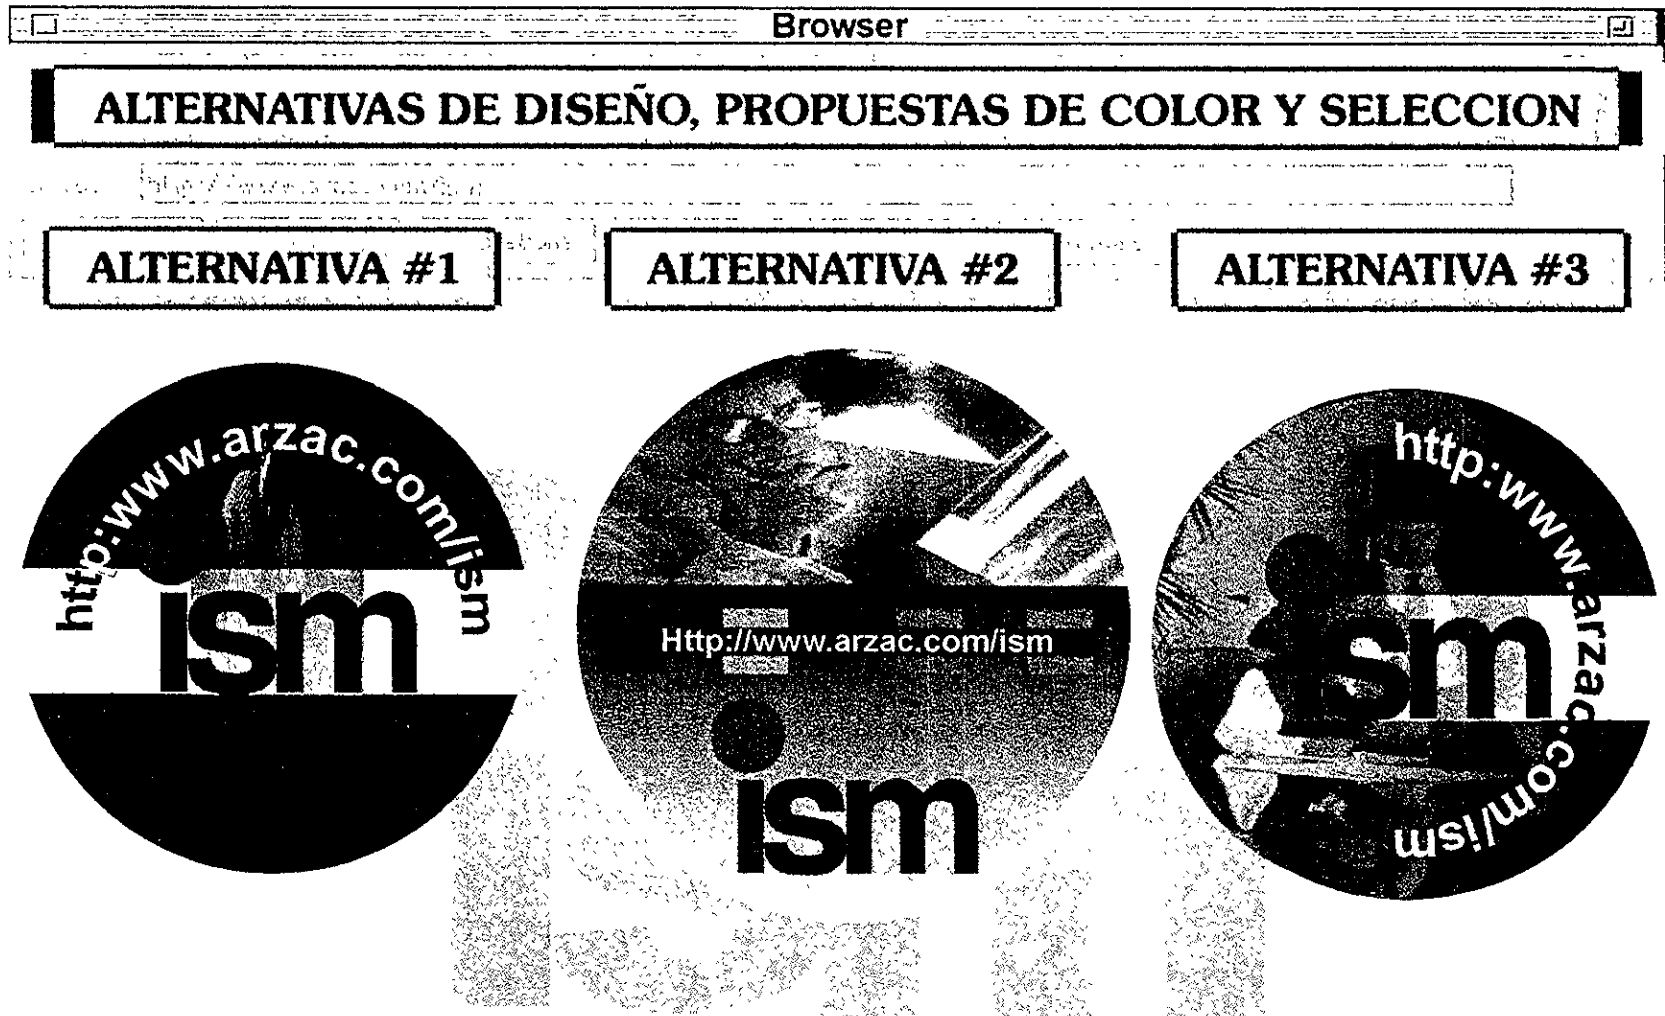 Browser
ALTERNATIVAS DE DISEÑO, PROPUESTAS DE COLOR Y SELECCION
ALTERNATIVA #1
ALTERNATIVA #2
ALTERNATIVA #3
http:www.arzac.com/ism
ism
Http://www.arzac.com/ism
ism
http:www.arzac.com/ism
ism